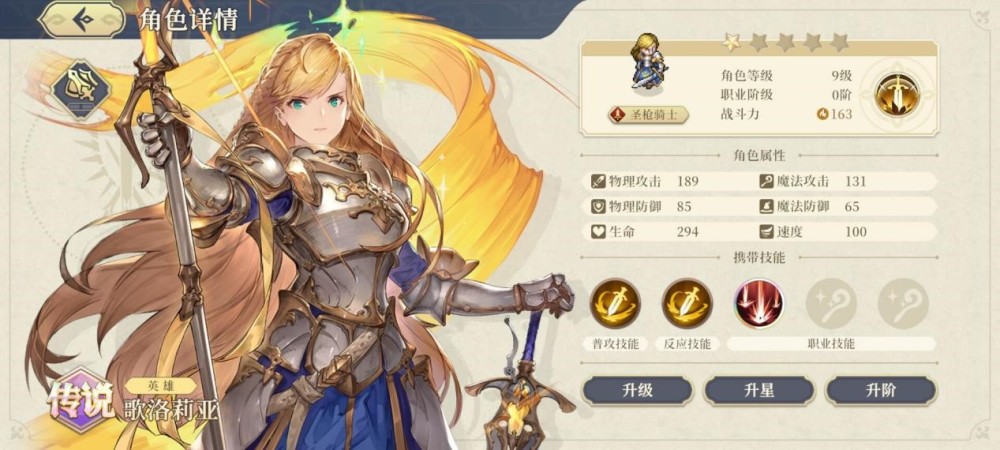 角色详情
角色等级 9级
职业阶级 0阶
圣枪骑士 战斗力 163
角色属性
物理攻击 189 魔法攻击 131
物理防御 85 魔法防御 65
生命 294 速度 100
携带技能
普攻技能 反应技能 职业技能
升级 升星 升阶
传说
英雄
歌洛莉亚